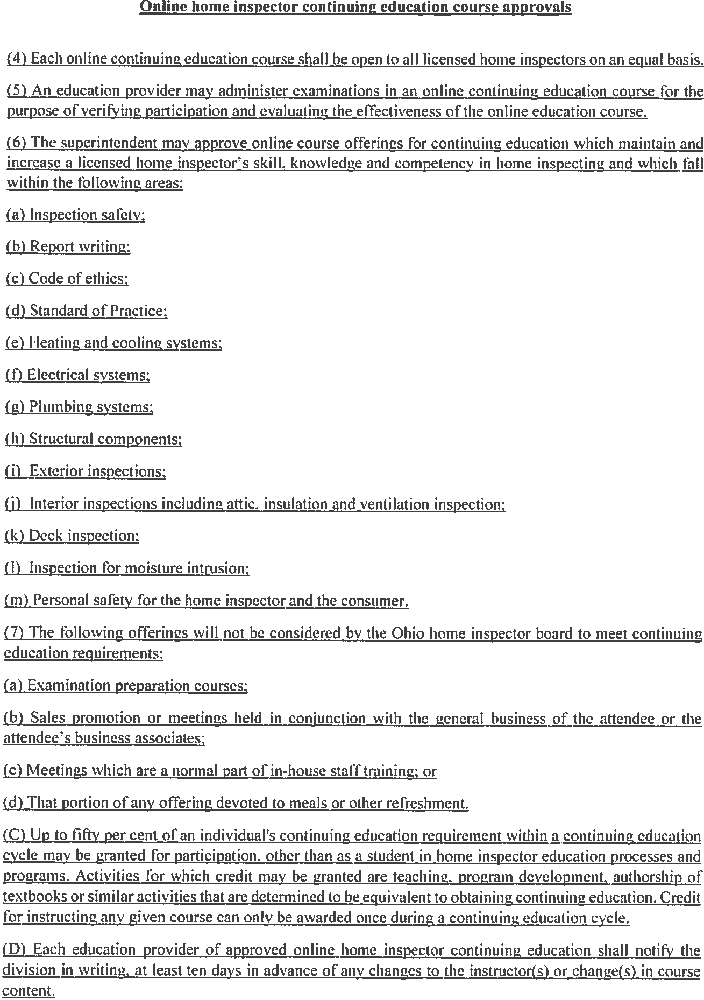 Online home inspector continuing education course approvals
(4) Each online continuing education course shall be open to all licensed home inspectors on an equal basis.
(5) An education provider may administer examinations in an online continuing education course for the
purpose of verifying participation and evaluating the effectiveness of the online education course.
(6) The superintendent may approve online course offerings for continuing education which maintain and
increase a licensed home inspector's skill, knowledge and competency in home inspecting and which fall
within the following areas:
(a) Inspection safety;
(b) Report writing;
(c) Code of ethics;
(d) Standard of Practice;
(e) Heating and cooling systems;
(f) Electrical systems;
(g) Plumbing systems;
(h) Structural components;
(i) Exterior inspections;
(j) Interior inspections including attic, insulation and ventilation inspection;
(k) Deck inspection;
(l) Inspection for moisture intrusion;
(m) Personal safety for the home inspector and the consumer.
(7) The following offerings will not be considered by the Ohio home inspector board to meet continuing
education requirements:
(a) Examination preparation courses;
(b) Sales promotion or meetings held in conjunction with the general business of the attendee or the
attendee's business associates;
(c) Meetings which are a normal part of in-house staff training; or
(d) That portion of any offering devoted to meals or other refreshment.
(C) Up to fifty per cent of an individual's continuing education requirement within a continuing education
cycle may be granted for participation, other than as a student in home inspector education processes and
programs. Activities for which credit may be granted are teaching, program development, authorship of
textbooks or similar activities that are determined to be equivalent to obtaining continuing education. Credit
for instructing any given course can only be awarded once during a continuing education cycle.
(D) Each education provider of approved online home inspector continuing education shall notify the
division in writing, at least ten days in advance of any changes to the instructor(s) or change(s) in course
content.